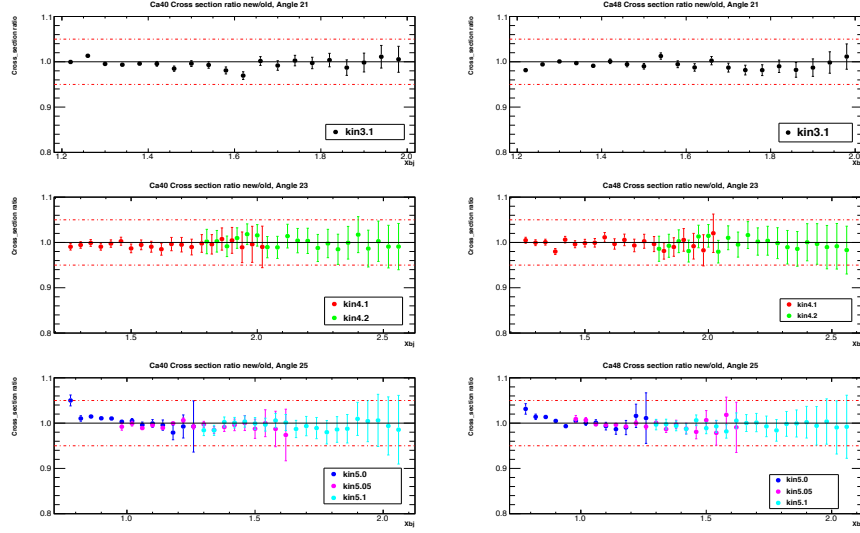 Ca40 Cross section ratio new/old, Angle 21
Cross_section ratio
1.1
1.0
0.9
0.8
kin3.1
1.2 1.4 1.6 1.8 2.0
Xbj
Ca48 Cross section ratio new/old, Angle 21
Cross_section ratio
1.1
1.0
0.9
0.8
kin3.1
1.2 1.4 1.6 1.8 2.0
Xbj
Ca40 Cross section ratio new/old, Angle 23
Cross_section ratio
1.1
1.0
0.9
0.8
kin4.1
kin4.2
1.5 2.0 2.5
Xbj
Ca48 Cross section ratio new/old, Angle 23
Cross_section ratio
1.1
1.0
0.9
0.8
kin4.1
kin4.2
1.5 2.0 2.5
Xbj
Ca40 Cross section ratio new/old, Angle 25
Cross_section ratio
1.1
1.0
0.9
0.8
kin5.0
kin5.05
kin5.1
1.0 1.5 2.0
Xbj
Ca48 Cross section ratio new/old, Angle 25
Cross_section ratio
1.1
1.0
0.9
0.8
kin5.0
kin5.05
kin5.1
1.0 1.5 2.0
Xbj